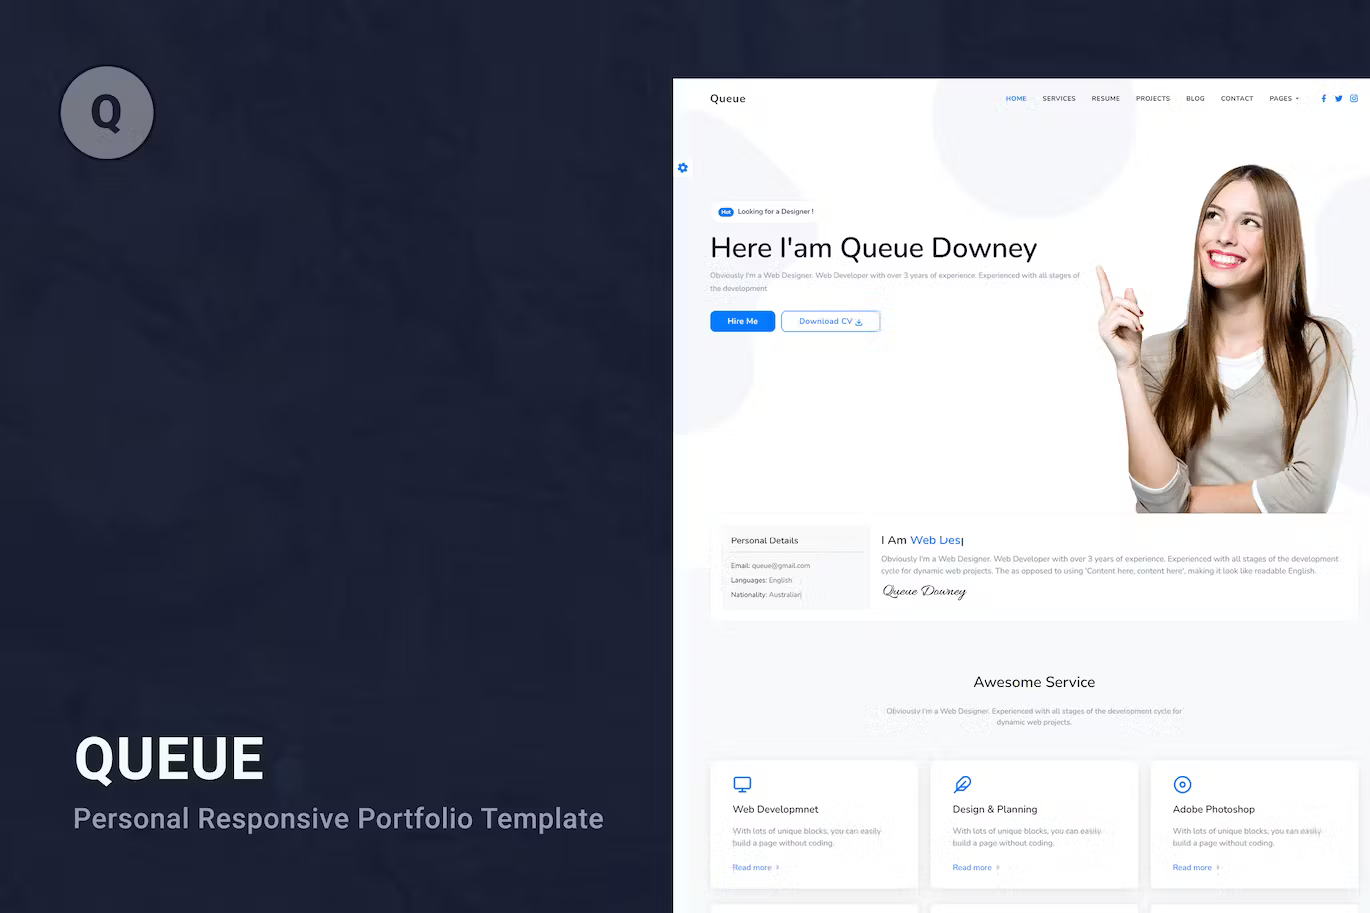 Q
QUEUE
Personal Responsive Portfolio Template
Queue
HOME SERVICES RESUME PROJECTS BLOG CONTACT PAGES
Hot Looking for a Designer !
Here I'am Queue Downey
Obviously I'm a Web Designer. Web Developer with over 3 years of experience. Experienced with all stages of
the development
Hire Me Download CV
Personal Details
Email: queue@gmail.com
Languages: English
Nationality: Australian
I Am Web Des|
Obviously I'm a Web Designer. Web Developer with over 3 years of experience. Experienced with all stages of the development
cycle for dynamic web projects. The as opposed to using 'Content here, content here', making it look like readable English.
Queue Downey
Awesome Service
Obviously I'm a Web Designer. Experienced with all stages of the development cycle for
dynamic web projects.
Web Developmnet
With lots of unique blocks, you can easily
build a page without coding.
Read more
Design & Planning
With lots of unique blocks, you can easily
build a page without coding.
Read more
Adobe Photoshop
With lots of unique blocks, you can easily
build a page without coding.
Read more